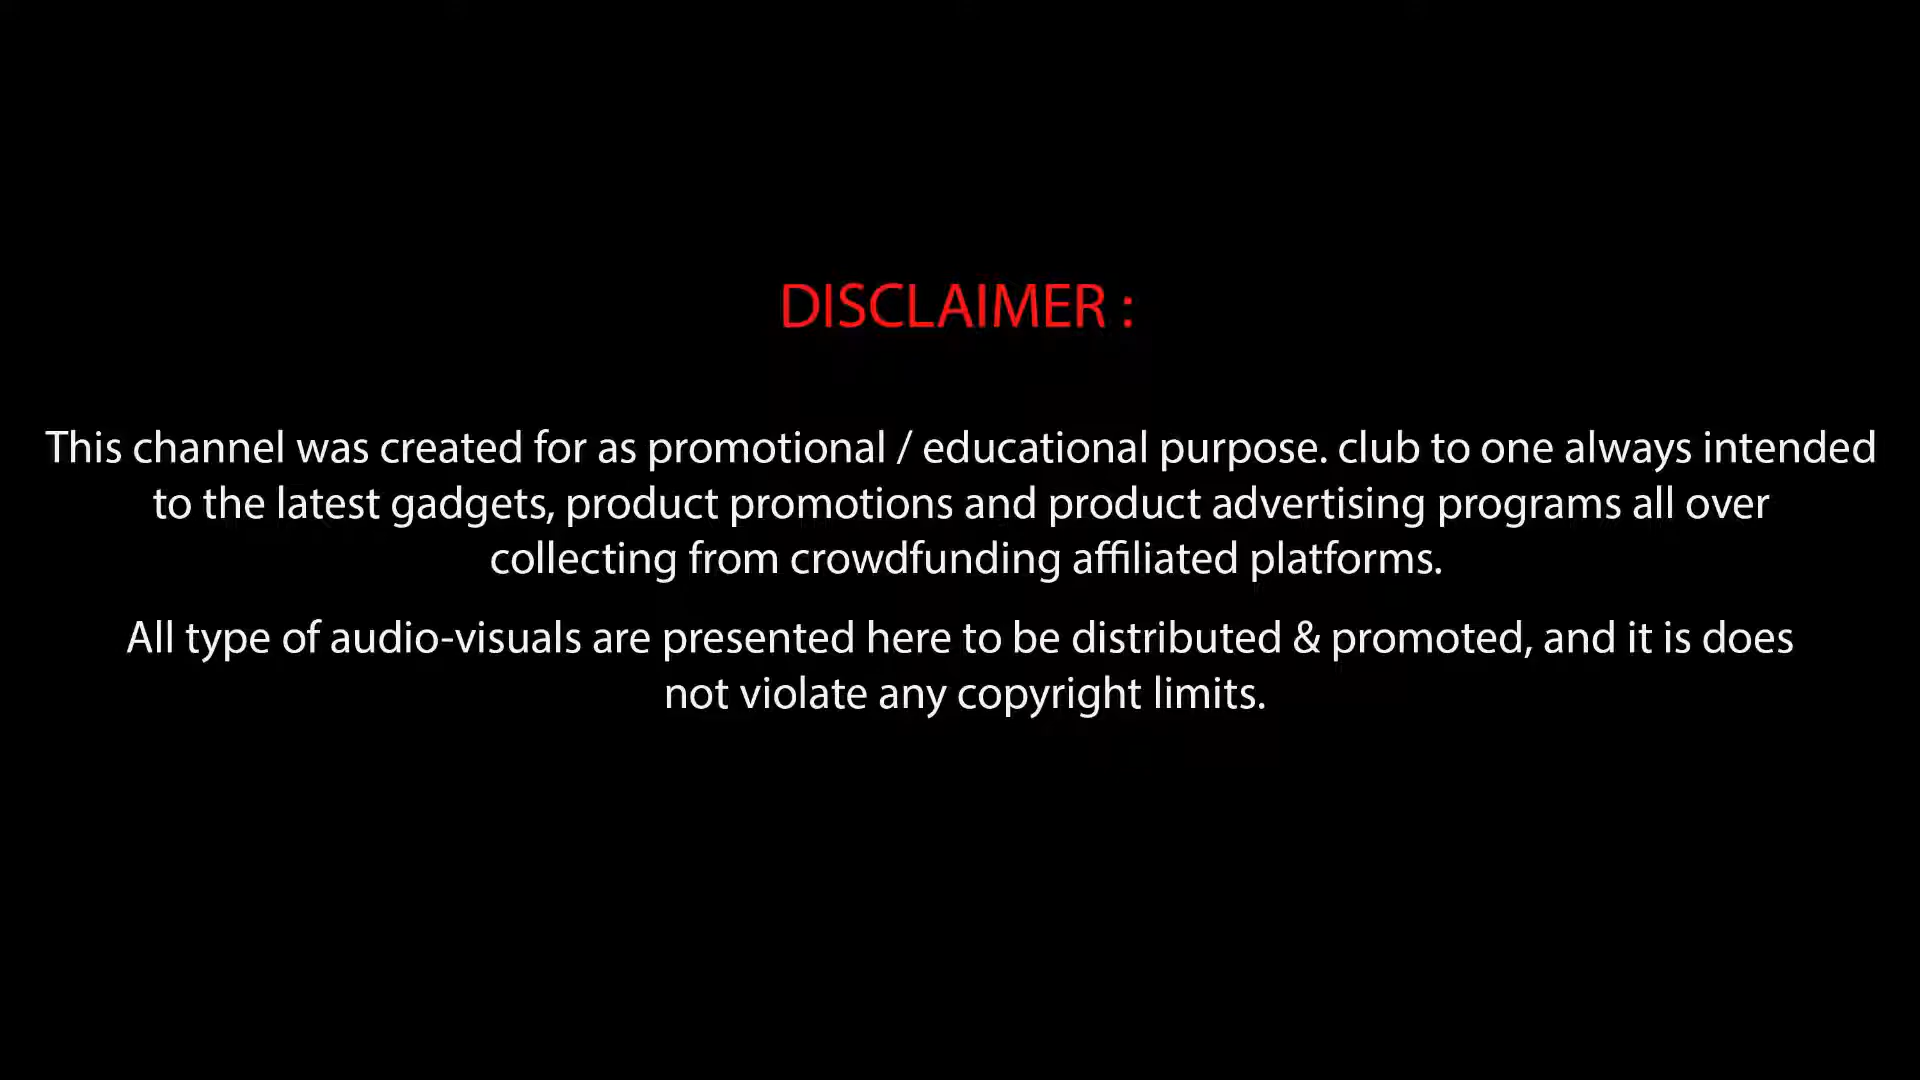 DISCLAIMER :
This channel was created for as promotional / educational purpose. club to one always intended
to the latest gadgets, product promotions and product advertising programs all over
collecting from crowdfunding affiliated platforms.
All type of audio-visuals are presented here to be distributed & promoted, and it is does
not violate any copyright limits.